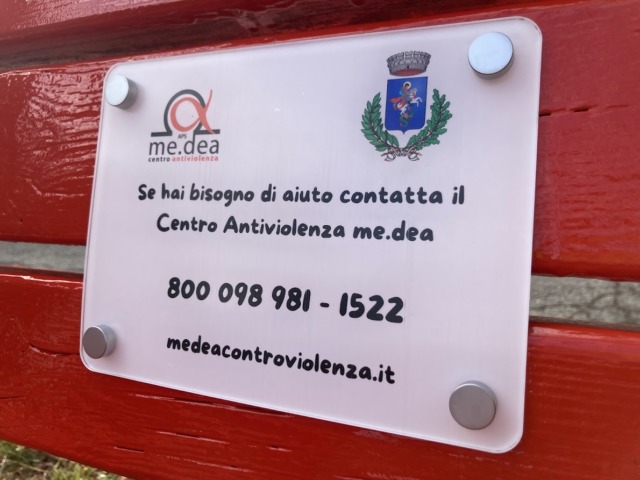 APS
me.dea
centro antiviolenza
Se hai bisogno di aiuto contatta il
Centro Antiviolenza me.dea
800 098 981 - 1522
medeacontroviolenza.it